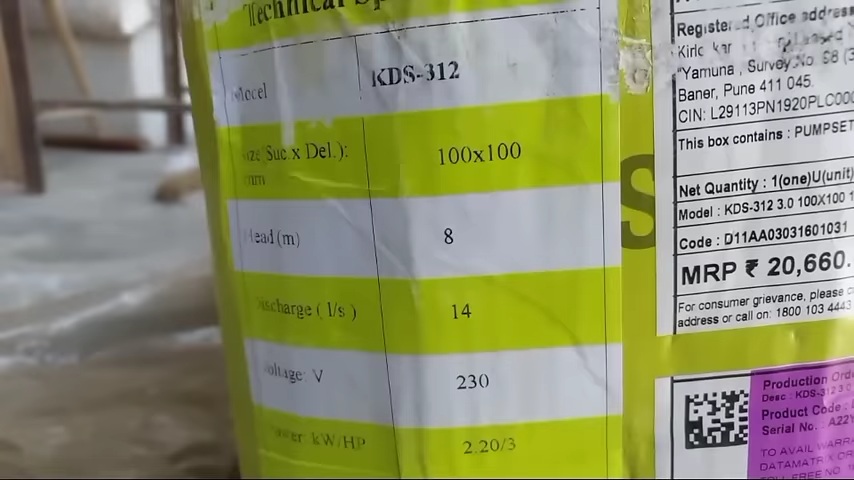 Technical Sp
Model
KDS-312
Size(Suc.x Del.):
mm
100x100
Head (m)
8
Discharge ( l/s )
14
Voltage: V
230
Power: kW/HP
2.20/3
S
Registered Office address
"Yamuna , Survey No. 98 (3
Baner, Pune 411 045.
CIN: L29113PN1920PLC000
This box contains : PUMPSET
Net Quantity : 1(one)U(unit)
Model : KDS-312 3.0 100X100 1
Code : D11AA03031601031
MRP ₹ 20,660.
For consumer grievance, please c
address or call on: 1800 103 4443
Production Orde
Desc : KDS-312 3.0
Product Code :
Serial No. : A22Y
TO AVAIL WARR
DATAMATRIX OR
TOLLFREE NO.